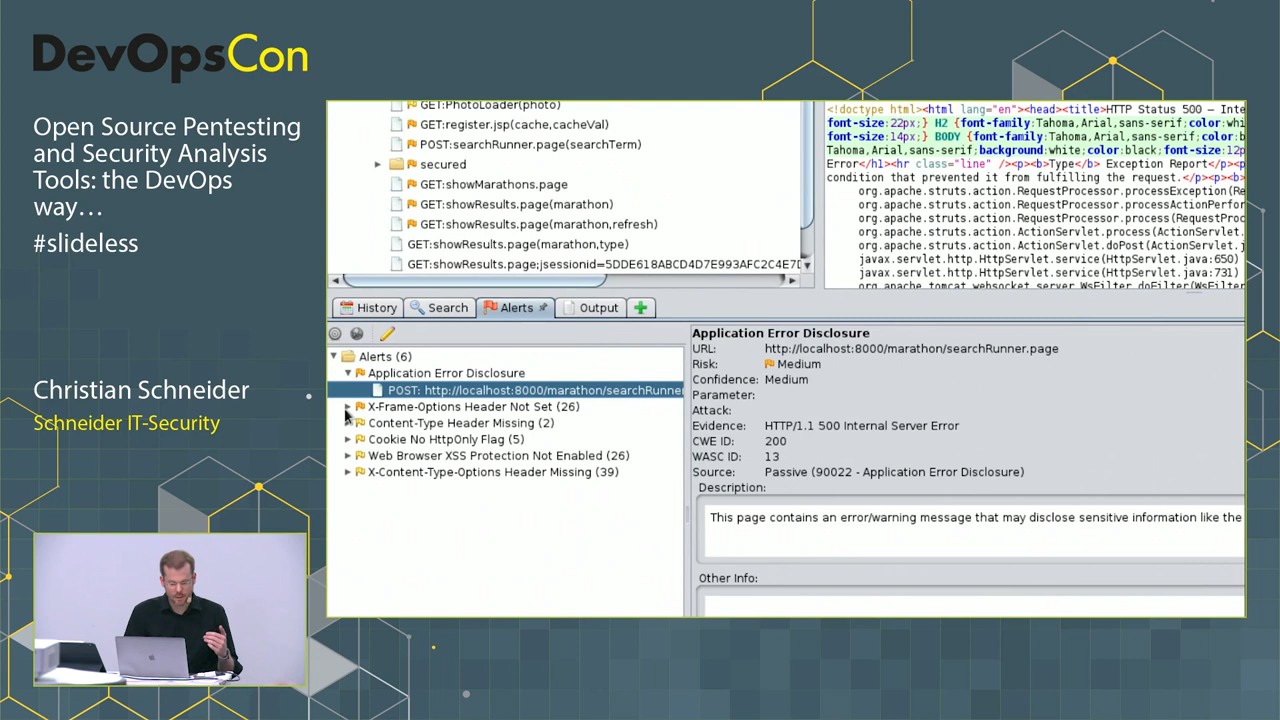 DevOpsCon
Open Source Pentesting
and Security Analysis
Tools: the DevOps
way...
#slideless
Christian Schneider
Schneider IT-Security
GET:PhotoLoader(photo)
GET:register.jsp(cache,cacheVal)
POST:searchRunner.page(searchTerm)
secured
GET:showMarathons.page
GET:showResults.page(marathon)
GET:showResults.page(marathon,refresh)
GET:showResults.page(marathon,type)
GET:showResults.page;jsessionid=5DDE618ABCD4D7E993AFC2C4E7D
<!doctype html><html lang="en"><head><title>HTTP Status 500 – Inte
font-size:22px;} H2 {font-family:Tahoma,Arial,sans-serif;color:whi
font-size:14px;} BODY {font-family:Tahoma,Arial,sans-serif;color:b
Tahoma,Arial,sans-serif;background:white;color:black;font-size:12p
Error</h1><hr class="line" /><p><b>Type</b> Exception Report</p><p
condition that prevented it from fulfilling the request.</p><p><b>
org.apache.struts.action.RequestProcessor.processException(Re
org.apache.struts.action.RequestProcessor.processActionPerfor
org.apache.struts.action.RequestProcessor.process(RequestProc
org.apache.struts.action.ActionServlet.process(ActionServlet.
org.apache.struts.action.ActionServlet.doPost(ActionServlet.j
javax.servlet.http.HttpServlet.service(HttpServlet.java:650)
javax.servlet.http.HttpServlet.service(HttpServlet.java:731)
org.apache.tomcat.websocket.server.WsFilter.doFilter(WsFilter
History Search Alerts Output
Alerts (6)
Application Error Disclosure
POST: http://localhost:8000/marathon/searchRunner
X-Frame-Options Header Not Set (26)
Content-Type Header Missing (2)
Cookie No HttpOnly Flag (5)
Web Browser XSS Protection Not Enabled (26)
X-Content-Type-Options Header Missing (39)
Application Error Disclosure
URL: http://localhost:8000/marathon/searchRunner.page
Risk: Medium
Confidence: Medium
Parameter:
Attack:
Evidence: HTTP/1.1 500 Internal Server Error
CWE ID: 200
WASC ID: 13
Source: Passive (90022 - Application Error Disclosure)
Description:
This page contains an error/warning message that may disclose sensitive information like the
Other Info: